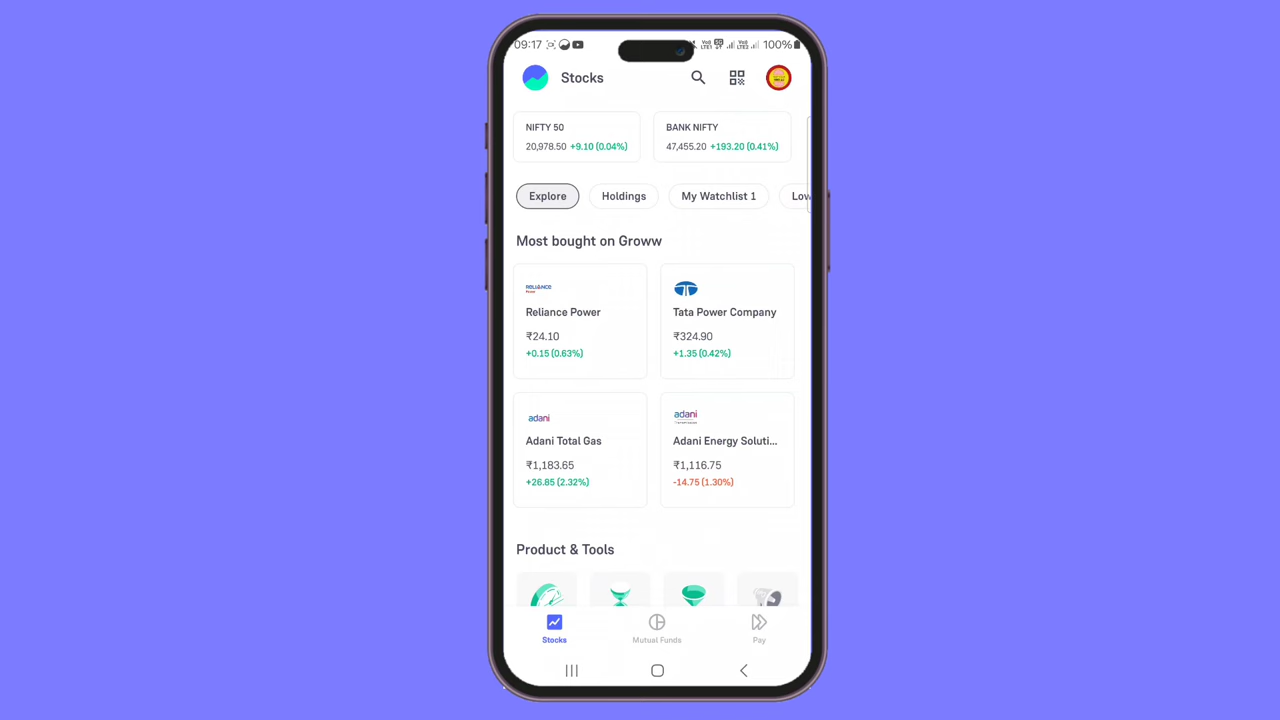 09:17 100%
Stocks
NIFTY 50
20,978.50 +9.10 (0.04%)
BANK NIFTY
47,455.20 +193.20 (0.41%)
Explore
Holdings
My Watchlist 1
Low
Most bought on Groww
RELIANCE
Power
Reliance Power
₹24.10
+0.15 (0.63%)
Tata Power Company
₹324.90
+1.35 (0.42%)
adani
Adani Total Gas
₹1,183.65
+26.85 (2.32%)
adani
Adani Energy Soluti...
₹1,116.75
-14.75 (1.30%)
Product & Tools
Stocks
Mutual Funds
Pay